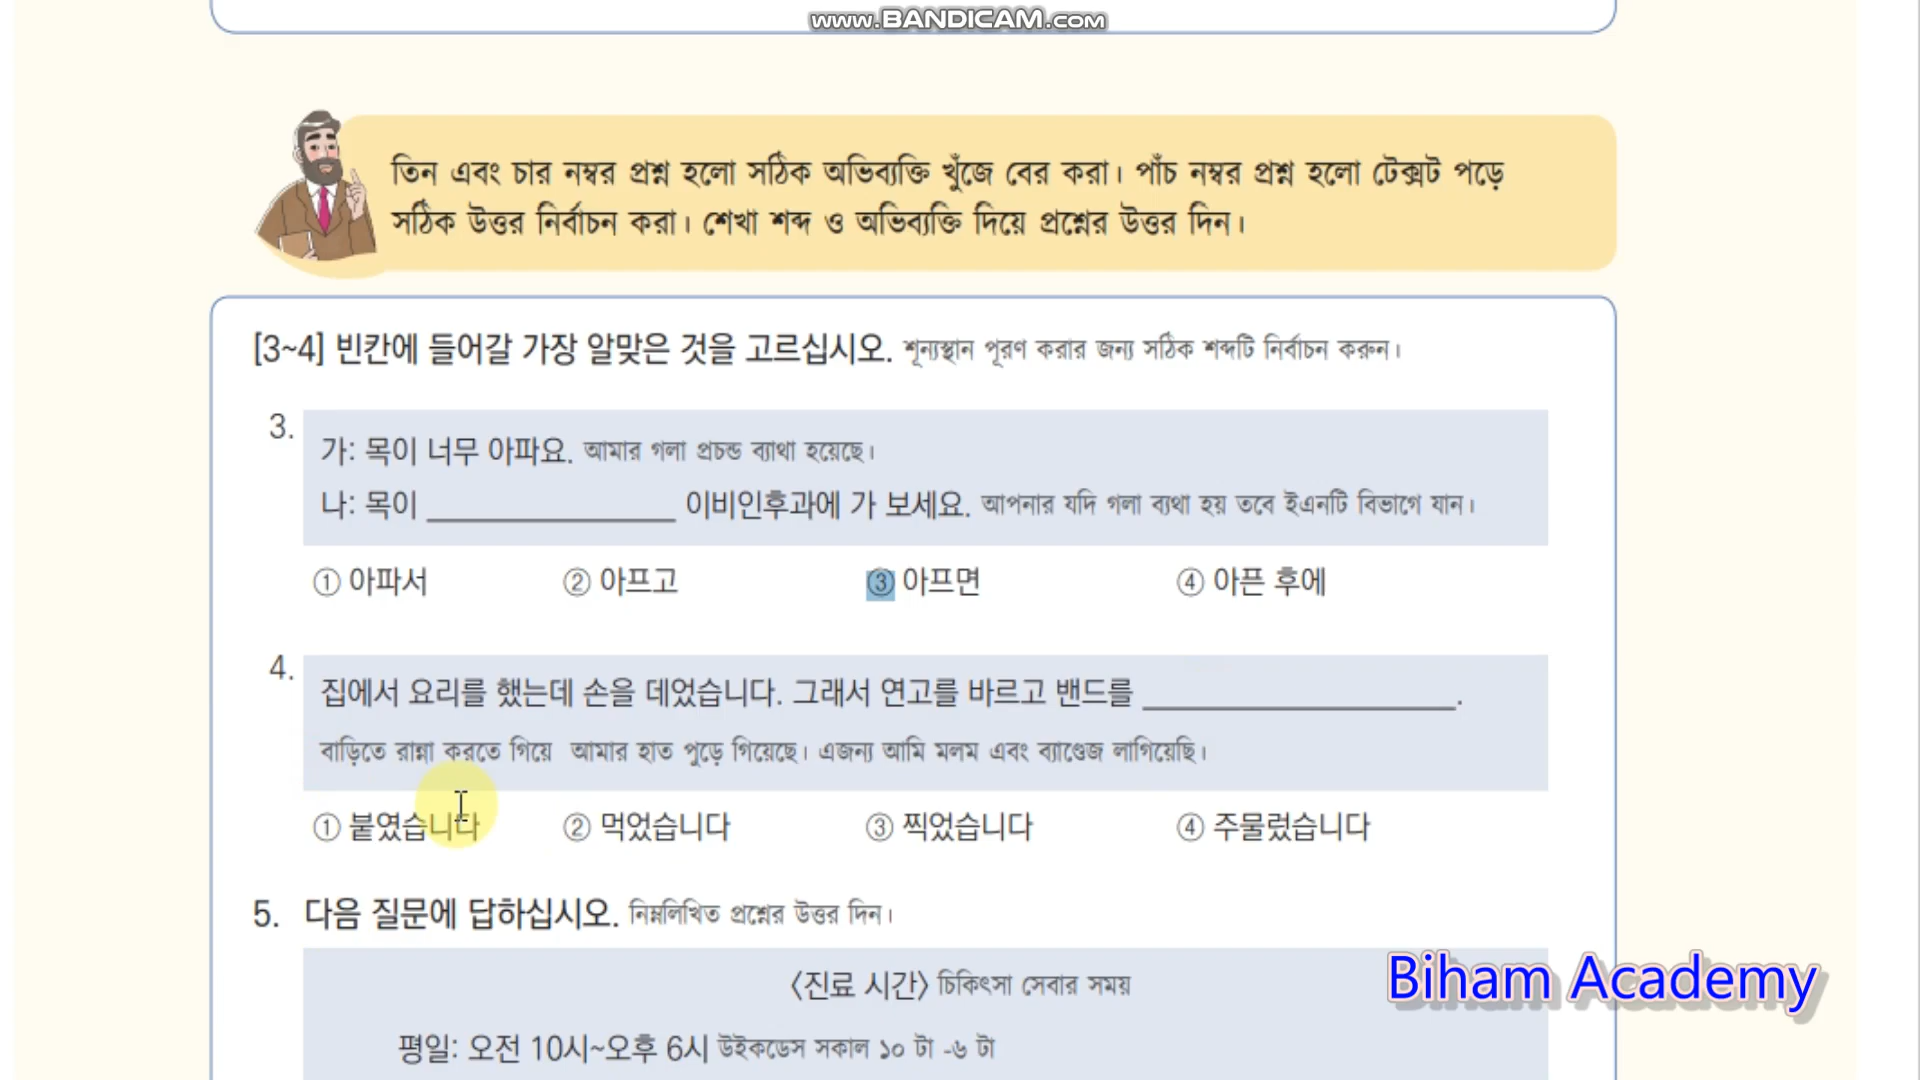 www.BANDICAM.com
তিন এবং চার নম্বর প্রশ্ন হলো সঠিক অভিব্যক্তি খুঁজে বের করা। পাঁচ নম্বর প্রশ্ন হলো টেক্সট পড়ে
সঠিক উত্তর নির্বাচন করা। শেখা শব্দ ও অভিব্যক্তি দিয়ে প্রশ্নের উত্তর দিন।
[3~4] 빈칸에 들어갈 가장 알맞은 것을 고르십시오. শূন্যস্থান পূরণ করার জন্য সঠিক শব্দটি নির্বাচন করুন।
3.
가: 목이 너무 아파요. আমার গলা প্রচন্ড ব্যাথা হয়েছে।
나: 목이 ____________ 이비인후과에 가 보세요. আপনার যদি গলা ব্যথা হয় তবে ইএনটি বিভাগে যান।
① 아파서 ② 아프고 ③ 아프면 ④ 아픈 후에
4.
집에서 요리를 했는데 손을 데었습니다. 그래서 연고를 바르고 밴드를 ____________.
বাড়িতে রান্না করতে গিয়ে আমার হাত পুড়ে গিয়েছে। এজন্য আমি মলম এবং ব্যাণ্ডেজ লাগিয়েছি।
① 붙였습니다 ② 먹었습니다 ③ 찍었습니다 ④ 주물렀습니다
5. 다음 질문에 답하십시오. নিম্নলিখিত প্রশ্নের উত্তর দিন।
〈진료 시간〉 চিকিৎসা সেবার সময়
Biham Academy
평일: 오전 10시~오후 6시 উইকডেস সকাল ১০ টা -৬ টা